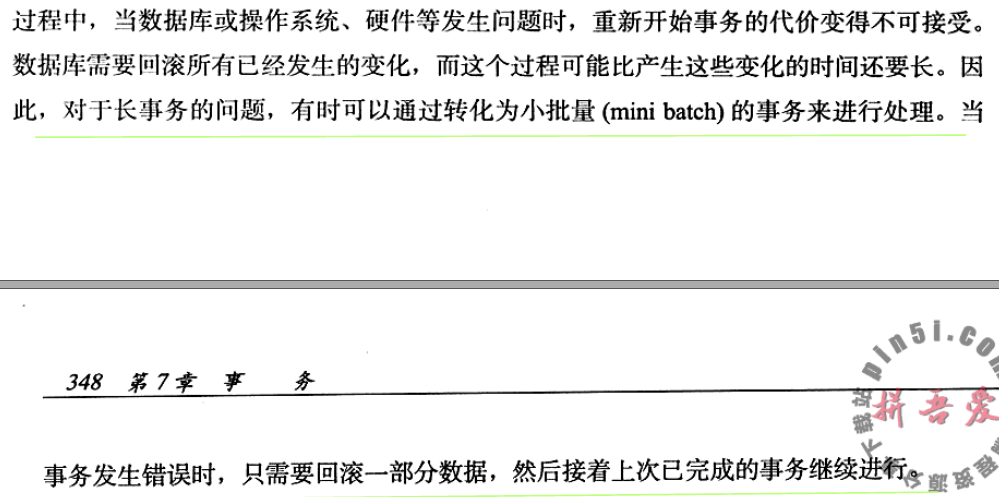 过程中，当数据库或操作系统、硬件等发生问题时，重新开始事务的代价变得不可接受。
数据库需要回滚所有已经发生的变化，而这个过程可能比产生这些变化的时间还要长。因
此，对于长事务的问题，有时可以通过转化为小批量 (mini batch) 的事务来进行处理。当
348 第 7 章 事 务
pin5i.com
拼吾爱
事务发生错误时，只需要回滚一部分数据，然后接着上次已完成的事务继续进行。